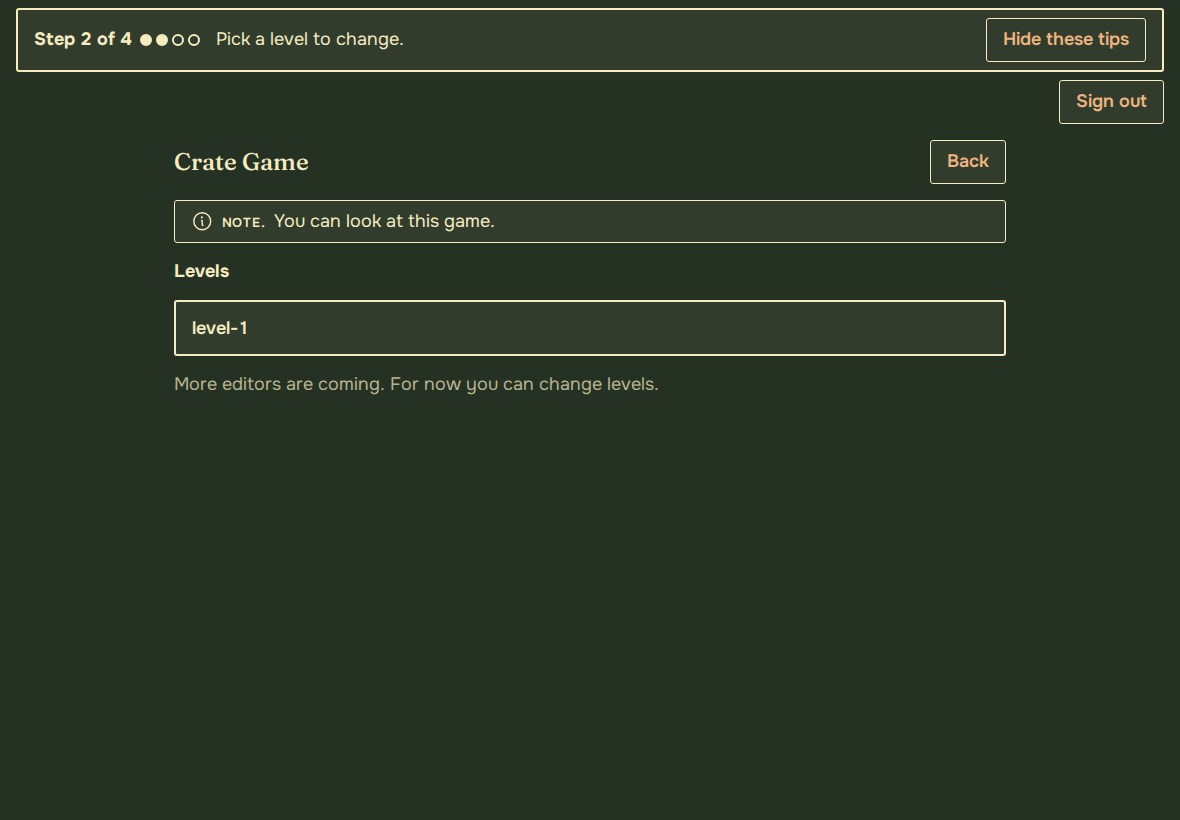 Step 2 of 4 Pick a level to change. Hide these tips
Sign out
Crate Game Back
NOTE. You can look at this game.
Levels
level-1
More editors are coming. For now you can change levels.